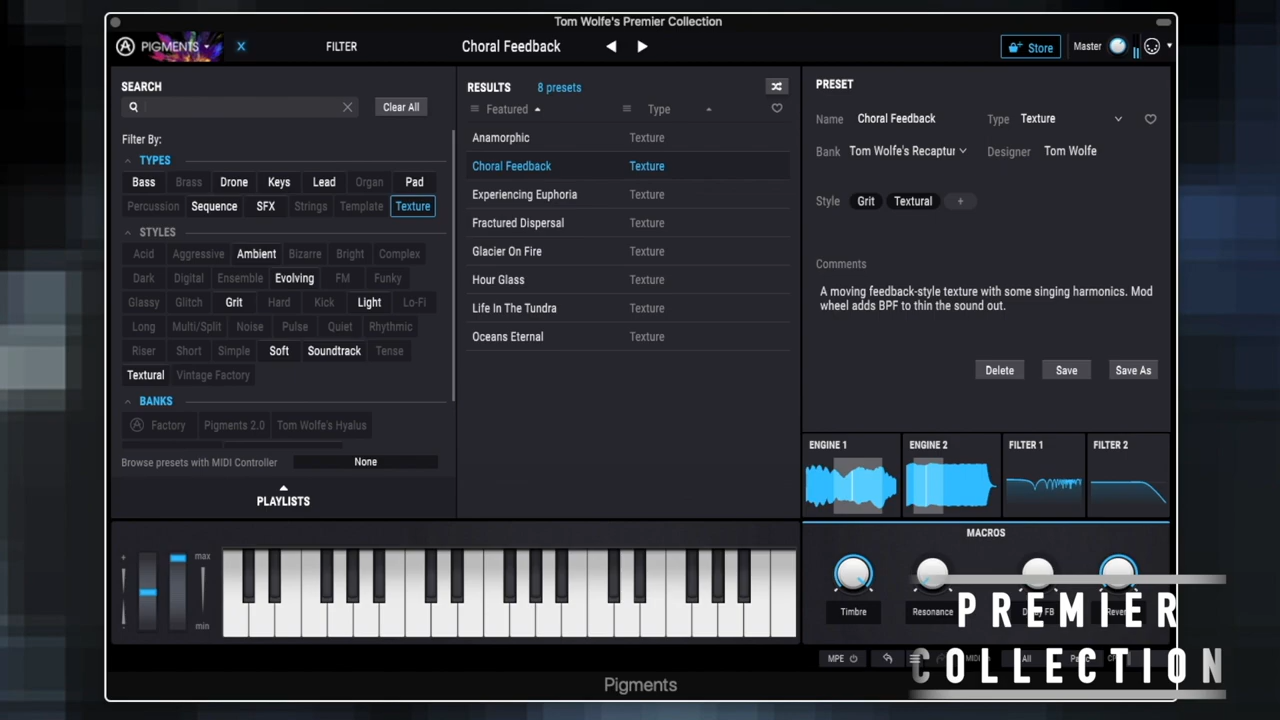 Tom Wolfe's Premier Collection
PIGMENTS
FILTER
Choral Feedback
Store
Master
SEARCH
Clear All
Filter By:
TYPES
Bass Brass Drone Keys Lead Organ Pad
Percussion Sequence SFX Strings Template Texture
STYLES
Acid Aggressive Ambient Bizarre Bright Complex
Dark Digital Ensemble Evolving FM Funky
Glassy Glitch Grit Hard Kick Light Lo-Fi
Long Multi/Split Noise Pulse Quiet Rhythmic
Riser Short Simple Soft Soundtrack Tense
Textural Vintage Factory
BANKS
Factory Pigments 2.0 Tom Wolfe's Hyalus
Browse presets with MIDI Controller None
PLAYLISTS
RESULTS 8 presets
Featured Type
Anamorphic Texture
Choral Feedback Texture
Experiencing Euphoria Texture
Fractured Dispersal Texture
Glacier On Fire Texture
Hour Glass Texture
Life In The Tundra Texture
Oceans Eternal Texture
PRESET
Name Choral Feedback Type Texture
Bank Tom Wolfe's Recaptur Designer Tom Wolfe
Style Grit Textural +
Comments
A moving feedback-style texture with some singing harmonics. Mod
wheel adds BPF to thin the sound out.
Delete Save Save As
ENGINE 1 ENGINE 2 FILTER 1 FILTER 2
MACROS
Timbre Resonance
+ max
- min
MPE MIDI All
PREMIER
COLLECTION
Pigments